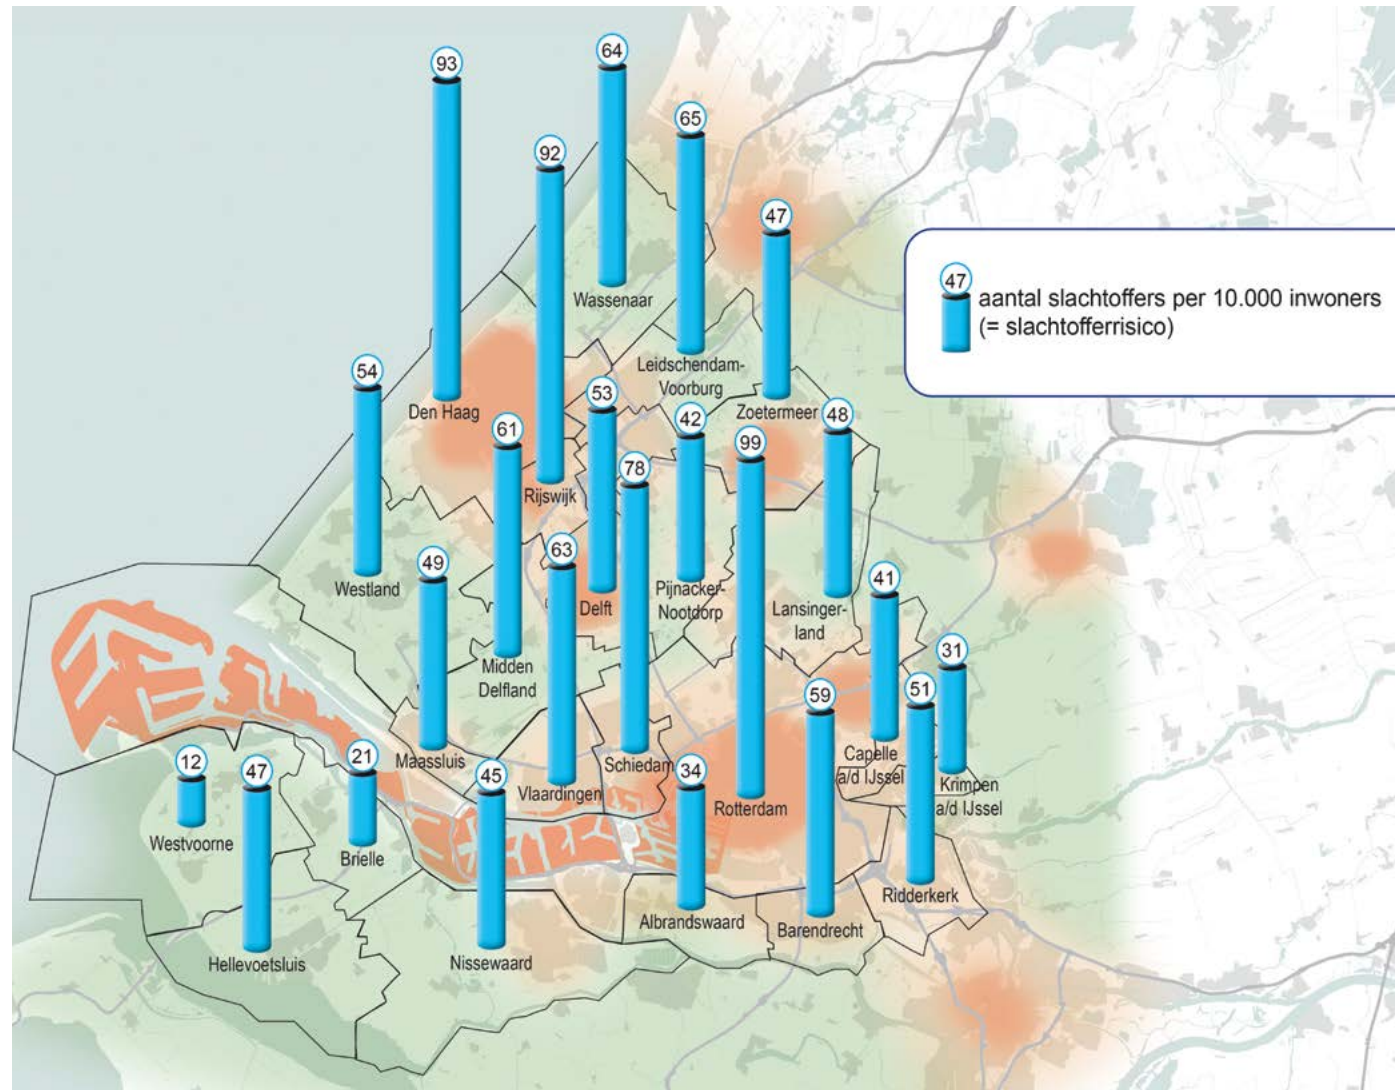 64
93
65
92
47
47
aantal slachtoffers per 10.000 inwoners
(= slachtofferrisico)
Wassenaar
Leidschendam-
Voorburg
54
53
Den Haag
Zoetermeer
48
61
42
99
78
Rijswijk
49
63
41
Westland
Delft
Pijnacker-
Nootdorp
Lansinger-
land
31
Midden
Delfland
51
59
Maassluis
Schiedam
Capelle
a/d IJssel
12
47
21
45
34
Vlaardingen
Rotterdam
Krimpen
a/d IJssel
Westvoorne
Brielle
Ridderkerk
Albrandswaard
Barendrecht
Hellevoetsluis
Nissewaard